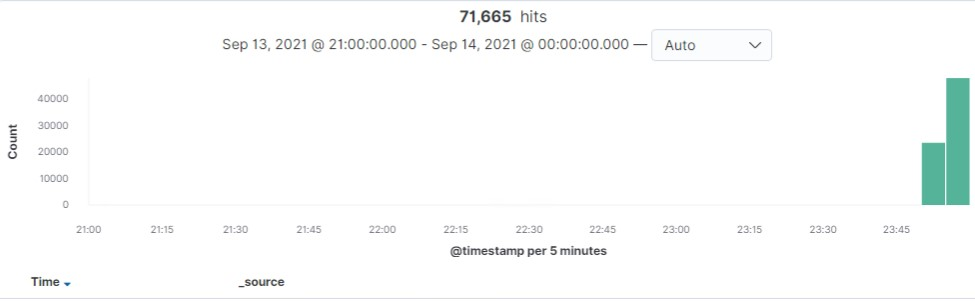 71,665 hits
Sep 13, 2021 @ 21:00:00.000 - Sep 14, 2021 @ 00:00:00.000 — Auto
Count
40000
30000
20000
10000
0
21:00 21:15 21:30 21:45 22:00 22:15 22:30 22:45 23:00 23:15 23:30 23:45
@timestamp per 5 minutes
Time _source